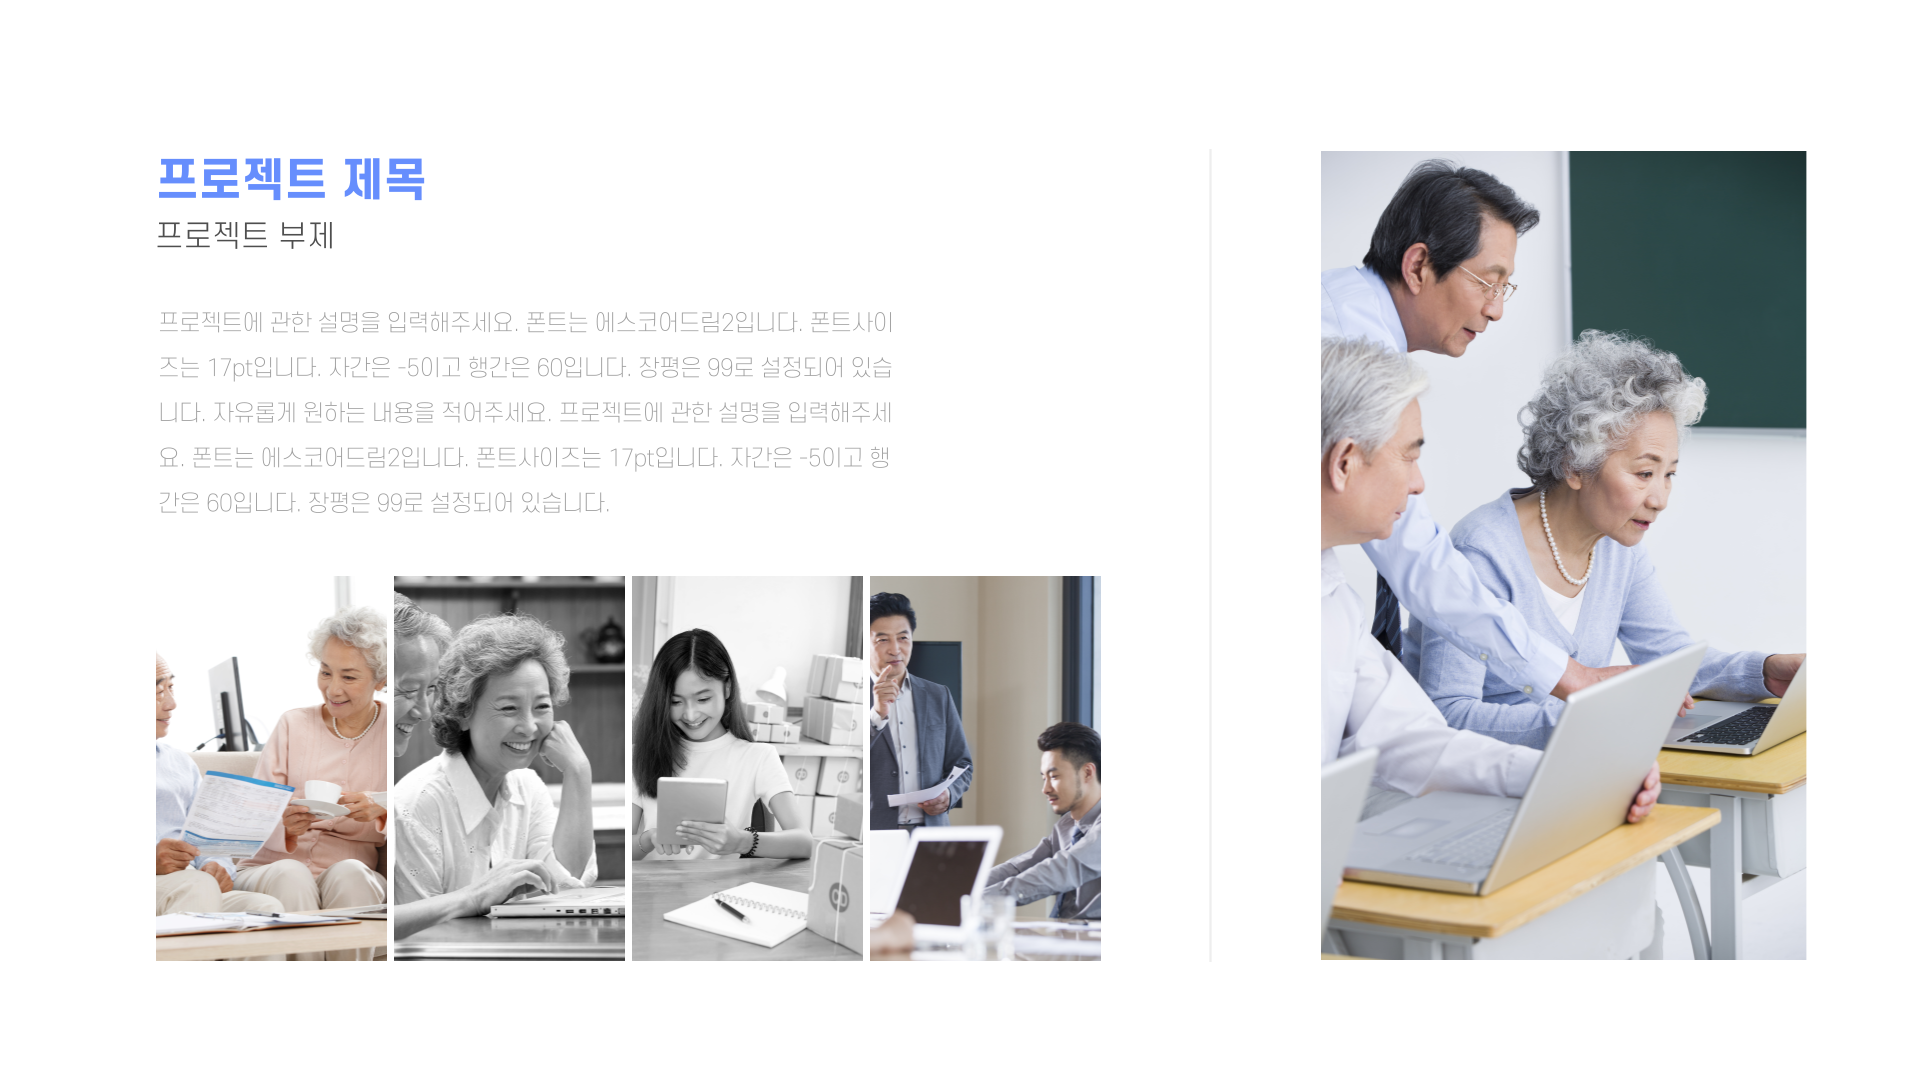 프로젝트 제목
프로젝트 부제
프로젝트에 관한 설명을 입력해주세요. 폰트는 에스코어드림2입니다. 폰트사이
즈는 17pt입니다. 자간은 -5이고 행간은 60입니다. 장평은 99로 설정되어 있습
니다. 자유롭게 원하는 내용을 적어주세요. 프로젝트에 관한 설명을 입력해주세
요. 폰트는 에스코어드림2입니다. 폰트사이즈는 17pt입니다. 자간은 -5이고 행
간은 60입니다. 장평은 99로 설정되어 있습니다.